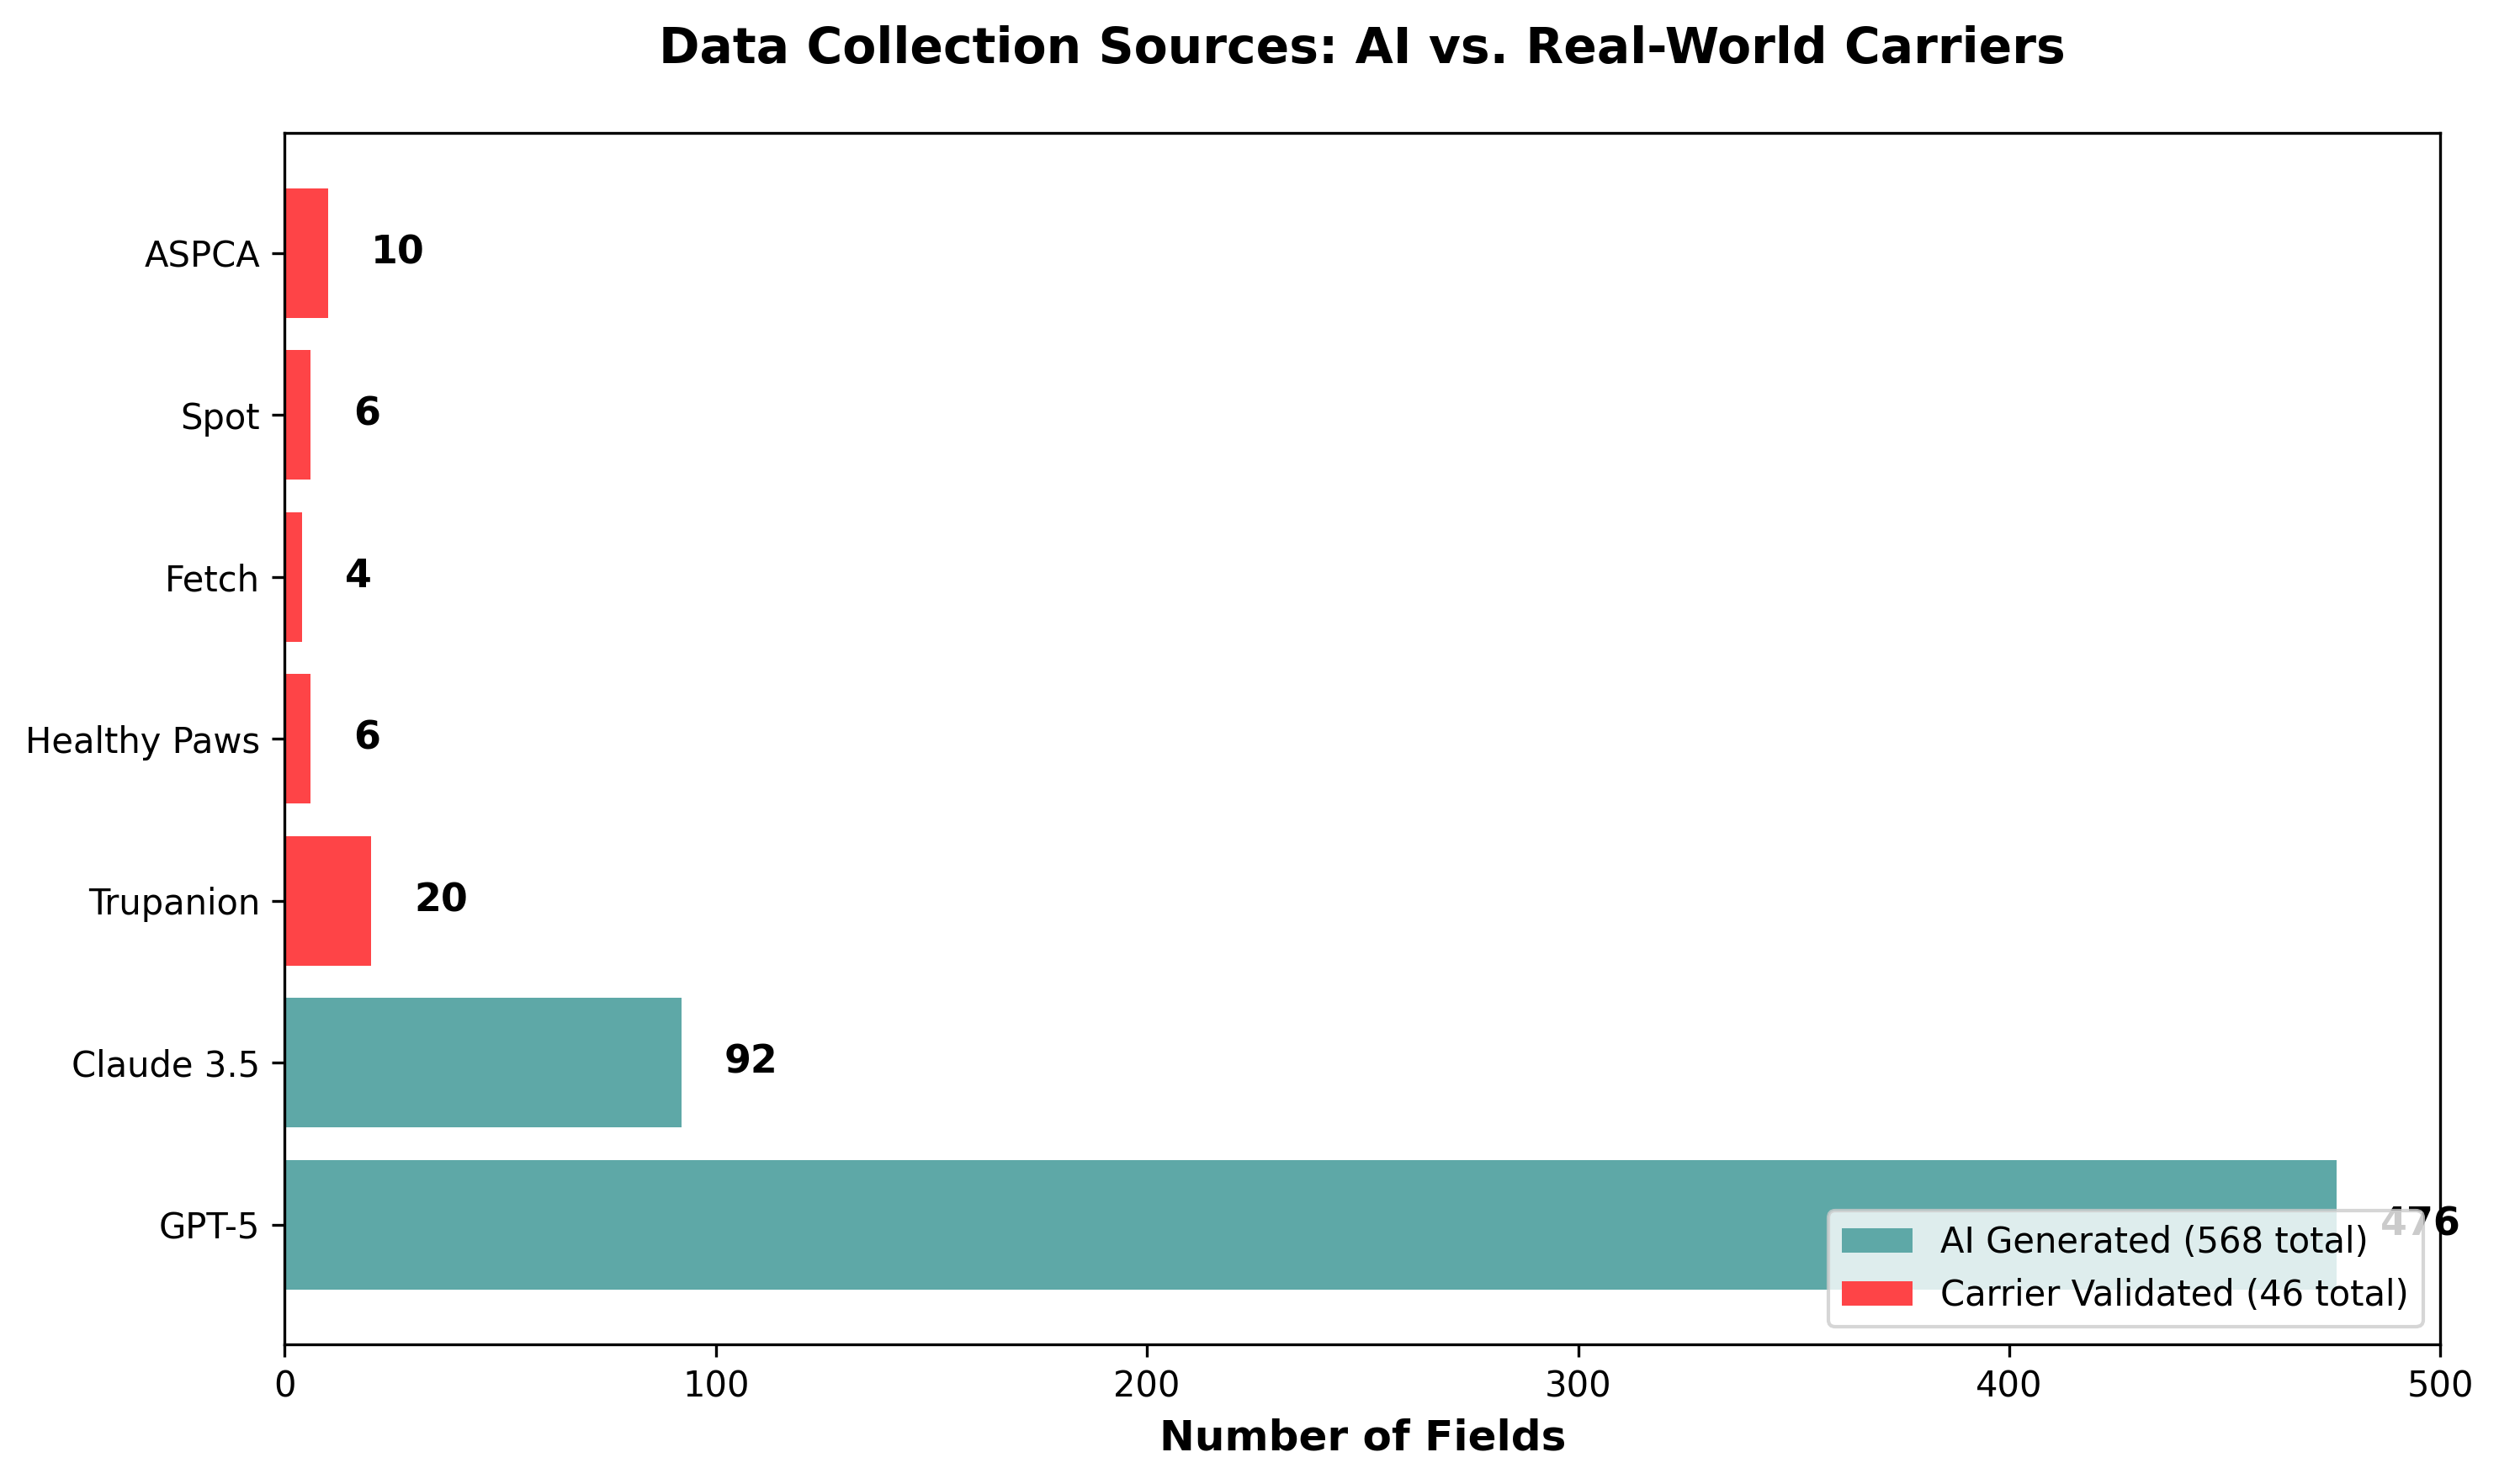 Data Collection Sources: AI vs. Real-World Carriers
ASPCA
10
Spot
6
Fetch
4
Healthy Paws
6
Trupanion
20
Claude 3.5
92
GPT-5
476
AI Generated (568 total)
Carrier Validated (46 total)
0 100 200 300 400 500
Number of Fields